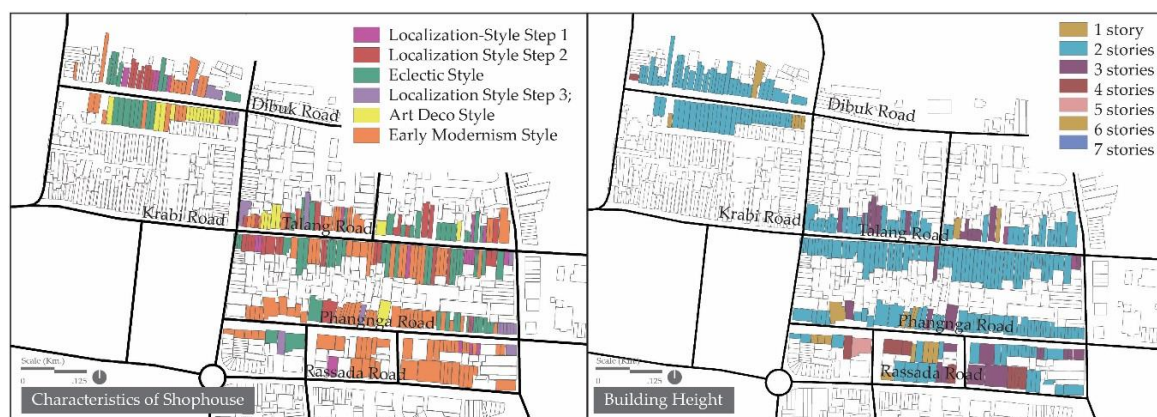 Localization-Style Step 1
Localization Style Step 2
Eclectic Style
Localization Style Step 3;
Art Deco Style
Early Modernism Style
Dibuk Road
Krabi Road
Talang Road
Phangnga Road
Rassada Road
Scale (Km.)
0 .125
Characteristics of Shophouse
1 story
2 stories
3 stories
4 stories
5 stories
6 stories
7 stories
Dibuk Road
Krabi Road
Talang Road
Phangnga Road
Rassada Road
Scale (Km.)
0 .125
Building Height